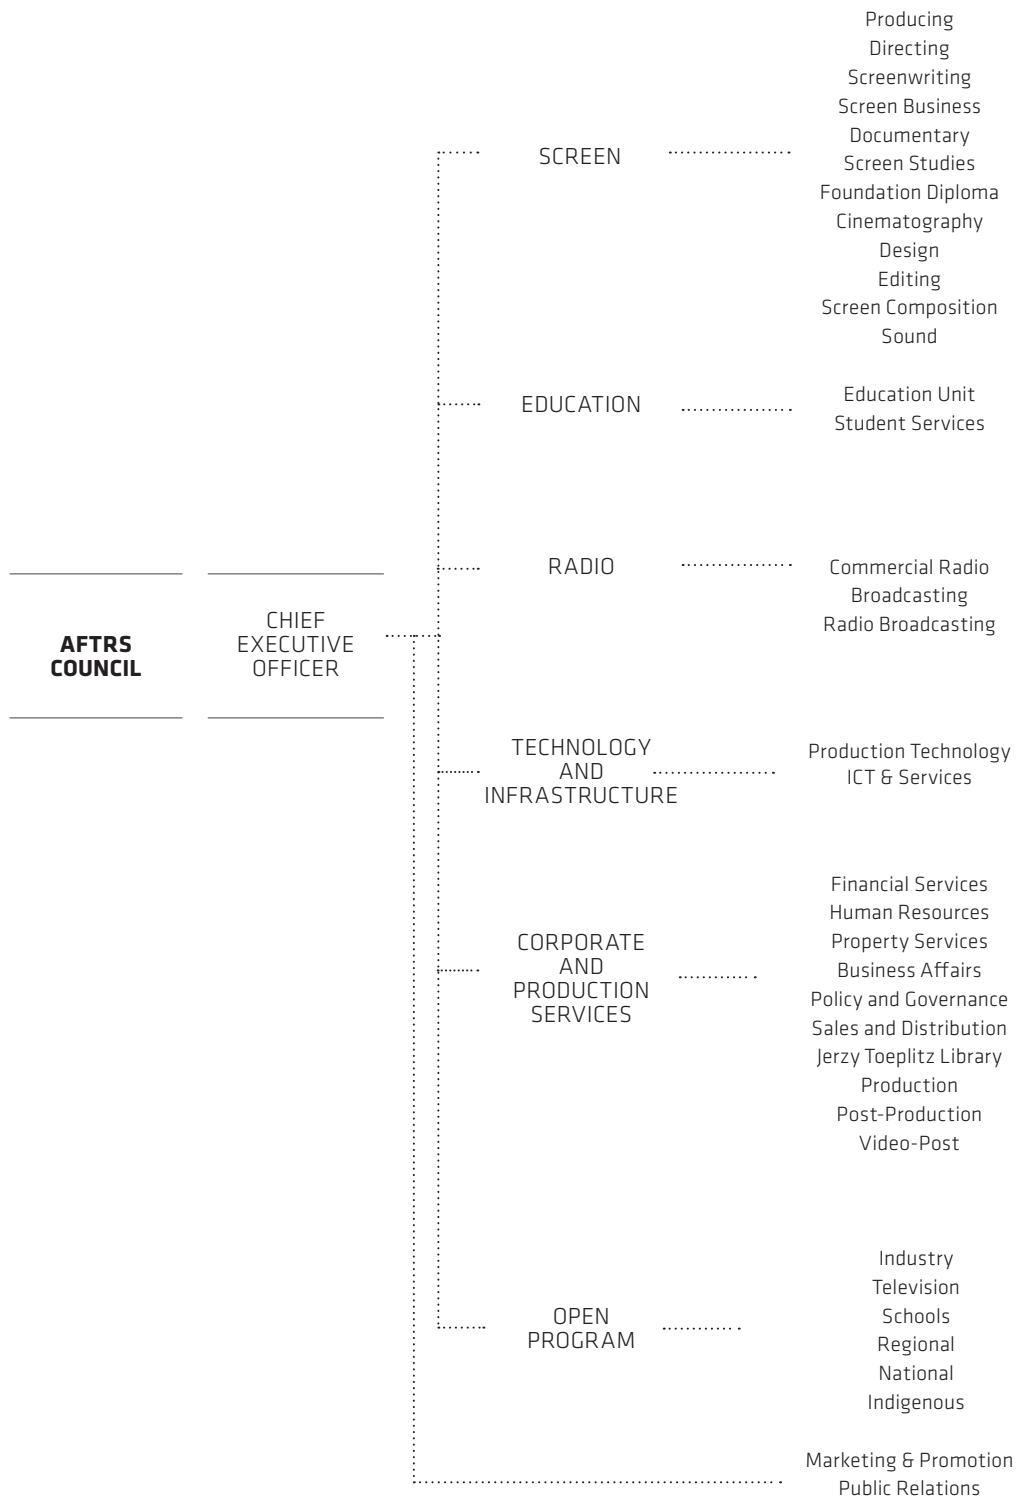 AFTRS
COUNCIL
CHIEF
EXECUTIVE
OFFICER
SCREEN
Producing
Directing
Screenwriting
Screen Business
Documentary
Screen Studies
Foundation Diploma
Cinematography
Design
Editing
Screen Composition
Sound
EDUCATION
Education Unit
Student Services
RADIO
Commercial Radio
Broadcasting
Radio Broadcasting
TECHNOLOGY
AND
INFRASTRUCTURE
Production Technology
ICT & Services
CORPORATE
AND
PRODUCTION
SERVICES
Financial Services
Human Resources
Property Services
Business Affairs
Policy and Governance
Sales and Distribution
Jerzy Toeplitz Library
Production
Post-Production
Video-Post
OPEN
PROGRAM
Industry
Television
Schools
Regional
National
Indigenous
Marketing & Promotion
Public Relations